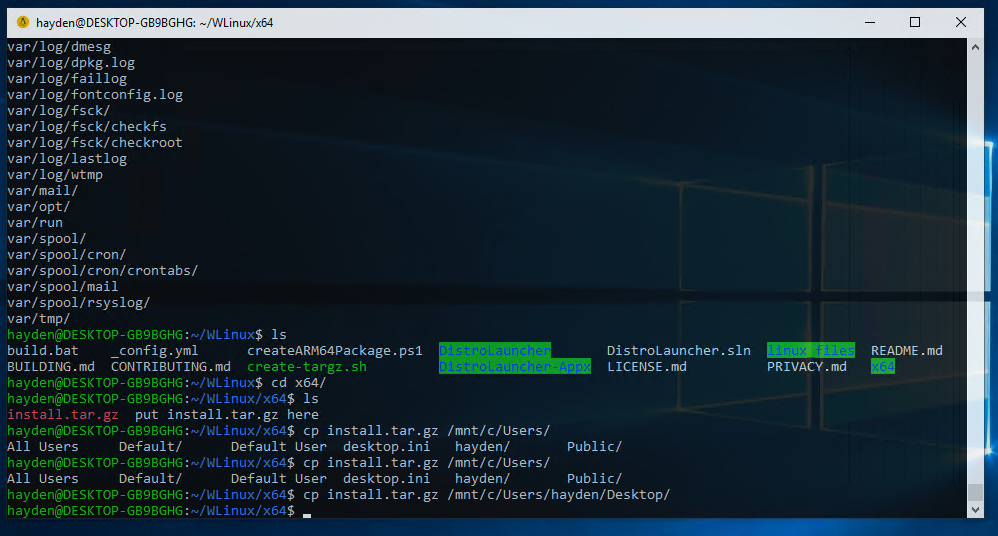 hayden@DESKTOP-GB9BGHG: ~/WLinux/x64
var/log/dmesg
var/log/dpkg.log
var/log/faillog
var/log/fontconfig.log
var/log/fsck/
var/log/fsck/checkfs
var/log/fsck/checkroot
var/log/lastlog
var/log/wtmp
var/mail/
var/opt/
var/run
var/spool/
var/spool/cron/
var/spool/cron/crontabs/
var/spool/mail
var/spool/rsyslog/
var/tmp/
hayden@DESKTOP-GB9BGHG:~/WLinux$ ls
build.bat    _config.yml      createARM64Package.ps1  DistroLauncher       DistroLauncher.sln  linux_files  README.md
BUILDING.md  CONTRIBUTING.md  create-targz.sh         DistroLauncher-Appx  LICENSE.md          PRIVACY.md   x64
hayden@DESKTOP-GB9BGHG:~/WLinux$ cd x64/
hayden@DESKTOP-GB9BGHG:~/WLinux/x64$ ls
install.tar.gz  put install.tar.gz here
hayden@DESKTOP-GB9BGHG:~/WLinux/x64$ cp install.tar.gz /mnt/c/Users/
All Users     Default/      Default User  desktop.ini   hayden/       Public/
hayden@DESKTOP-GB9BGHG:~/WLinux/x64$ cp install.tar.gz /mnt/c/Users/
All Users     Default/      Default User  desktop.ini   hayden/       Public/
hayden@DESKTOP-GB9BGHG:~/WLinux/x64$ cp install.tar.gz /mnt/c/Users/hayden/Desktop/
hayden@DESKTOP-GB9BGHG:~/WLinux/x64$